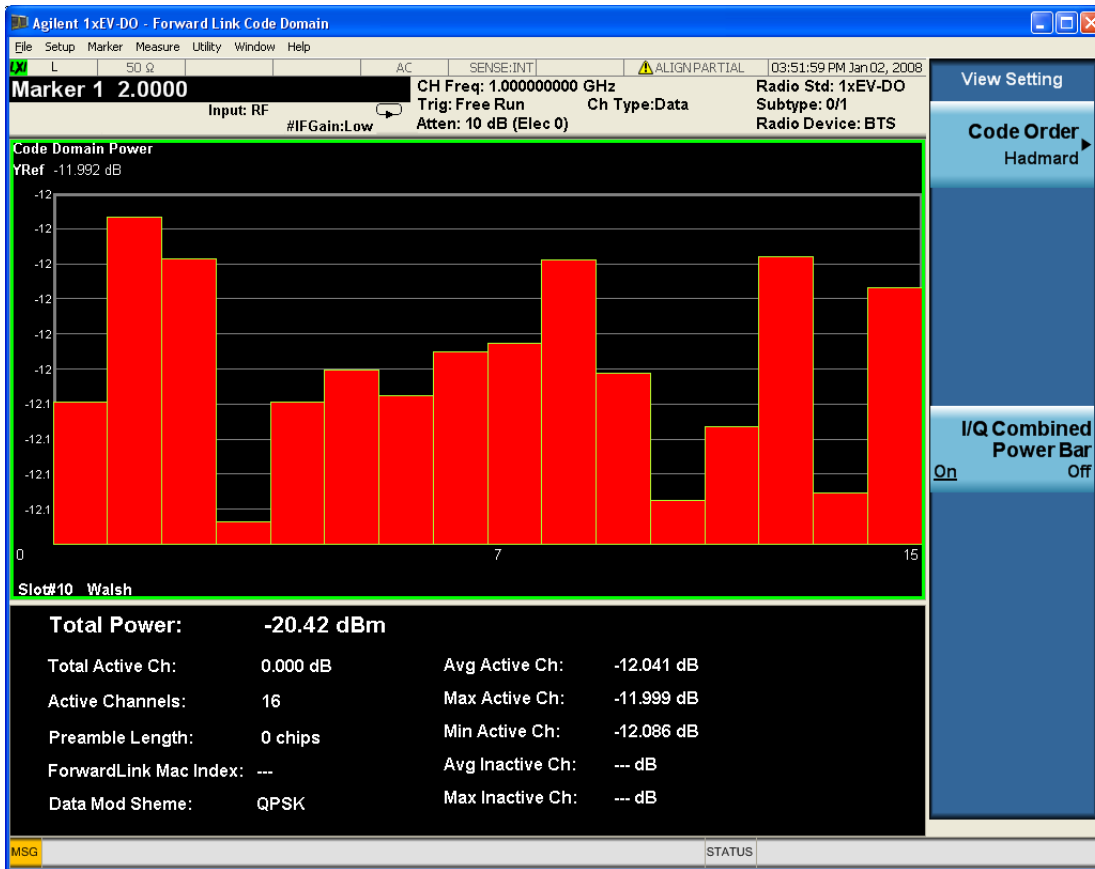 Agilent 1xEV-DO - Forward Link Code Domain
File Setup Marker Measure Utility Window Help
LXI L 50 Ω AC SENSE:INT ALIGN PARTIAL 03:51:59 PM Jan 02, 2008
Marker 1 2.0000
Input: RF
#IFGain:Low
CH Freq: 1.000000000 GHz
Trig: Free Run Ch Type:Data
Atten: 10 dB (Elec 0)
Radio Std: 1xEV-DO
Subtype: 0/1
Radio Device: BTS
View Setting
Code Order
Hadmard
I/Q Combined
Power Bar
On Off
Code Domain Power
YRef -11.992 dB
-12
-12
-12
-12
-12
-12
-12.1
-12.1
-12.1
-12.1
0 7 15
Slot#10 Walsh
Total Power: -20.42 dBm
Total Active Ch: 0.000 dB
Active Channels: 16
Preamble Length: 0 chips
ForwardLink Mac Index: ---
Data Mod Sheme: QPSK
Avg Active Ch: -12.041 dB
Max Active Ch: -11.999 dB
Min Active Ch: -12.086 dB
Avg Inactive Ch: --- dB
Max Inactive Ch: --- dB
MSG STATUS